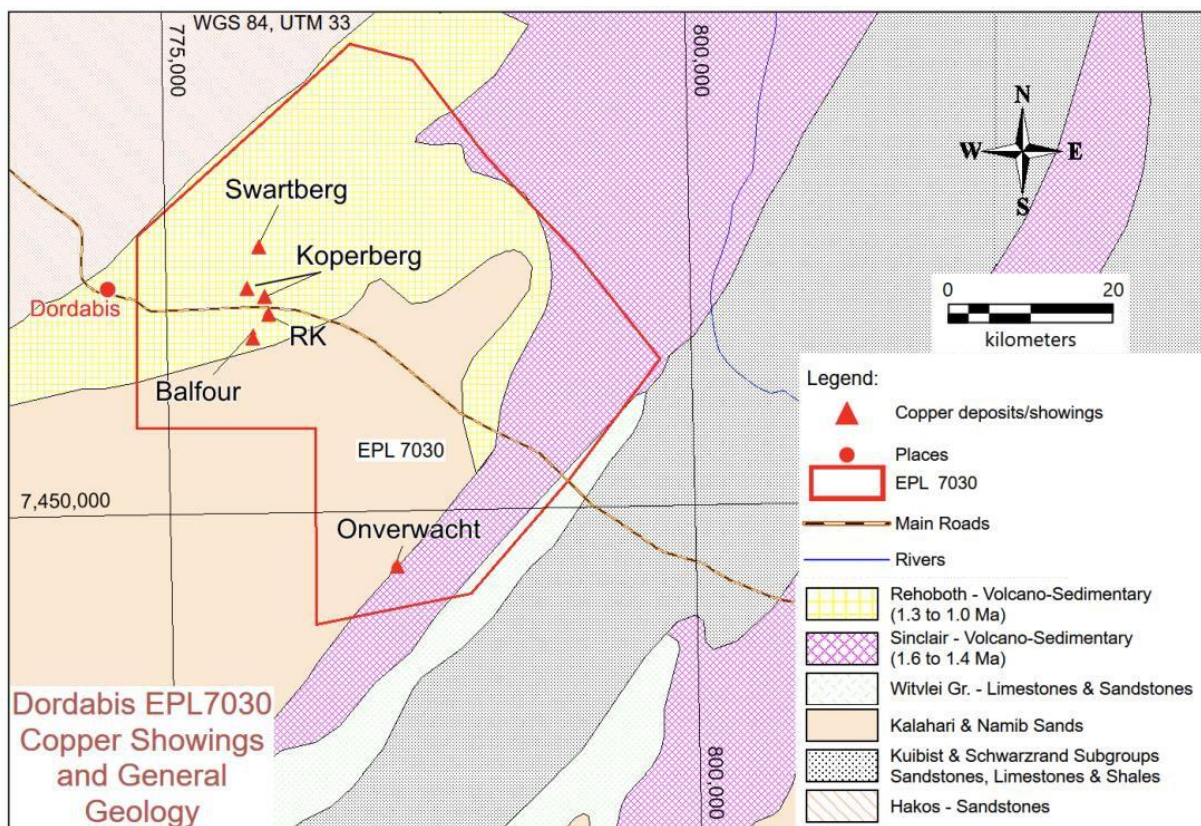 WGS 84, UTM 33
775,000
800,000
N
W
E
S
Swartberg
Koperberg
Dordabis
RK
Balfour
0
20
kilometers
Legend:
Copper deposits/showings
Places
EPL 7030
EPL 7030
7,450,000
Main Roads
Onverwacht
Rivers
Rehoboth - Volcano-Sedimentary
(1.3 to 1.0 Ma)
Sinclair - Volcano-Sedimentary
(1.6 to 1.4 Ma)
Witvlei Gr. - Limestones & Sandstones
Kalahari & Namib Sands
Kuibist & Schwarzrand Subgroups
Sandstones, Limestones & Shales
Hakos - Sandstones
Dordabis EPL7030
Copper Showings
and General
Geology
800,000